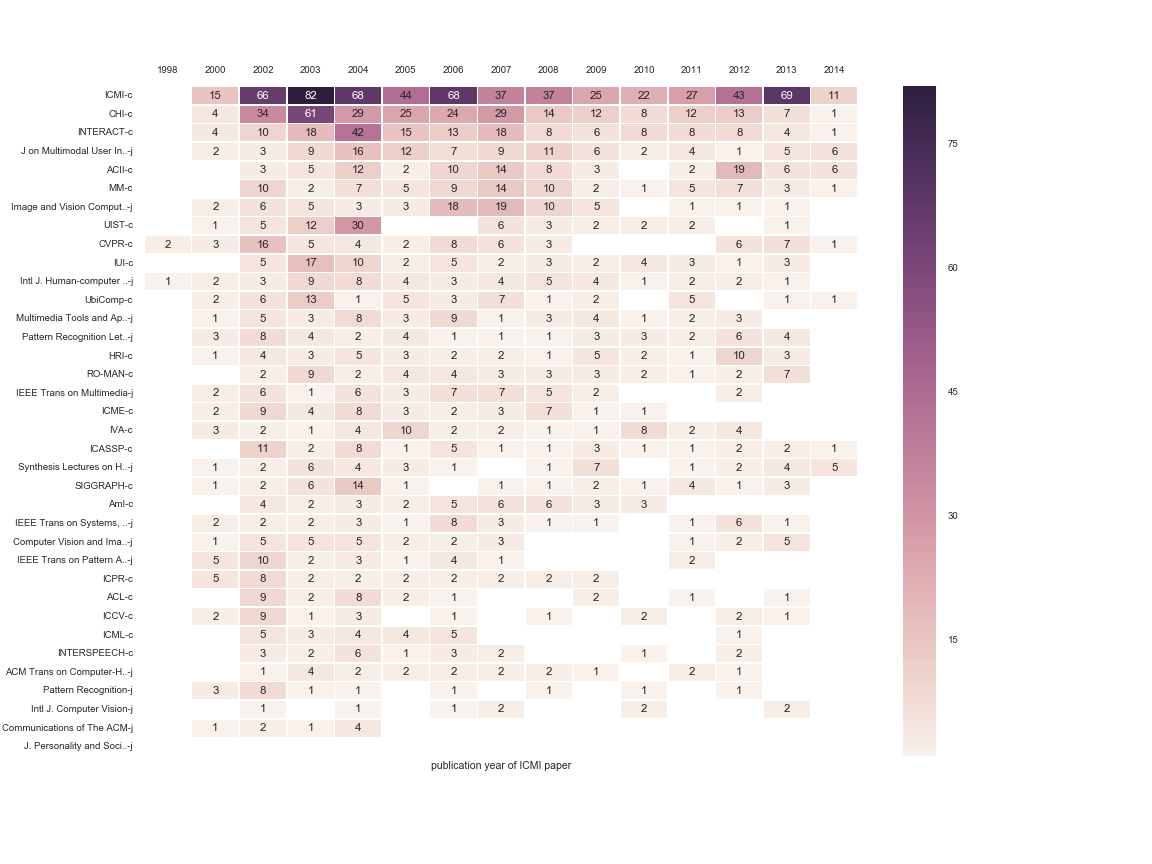 1998 2000 2002 2003 2004 2005 2006 2007 2008 2009 2010 2011 2012 2013 2014
ICMI-c 15 66 82 68 44 68 37 37 25 22 27 43 69 11
CHI-c 4 34 61 29 25 24 29 14 12 8 12 13 7 1
75
INTERACT-c 4 10 18 42 15 13 18 8 6 8 8 8 4 1
J on Multimodal User In..-j 2 3 9 16 12 7 9 11 6 2 4 1 5 6
ACII-c 3 5 12 2 10 14 8 3 2 19 6 6
MM-c 10 2 7 5 9 14 10 2 1 5 7 3 1
Image and Vision Comput..-j 2 6 5 3 3 18 19 10 5 1 1 1
UIST-c 1 5 12 30 6 3 2 2 2 1
CVPR-c 2 3 16 5 4 2 8 6 3 6 7 1
IUI-c 5 17 10 2 5 2 3 2 4 3 1 3
60
Intl J. Human-computer ..-j 1 2 3 9 8 4 3 4 5 4 1 2 2 1
UbiComp-c 2 6 13 1 5 3 7 1 2 5 1 1
Multimedia Tools and Ap..-j 1 5 3 8 3 9 1 3 4 1 2 3
Pattern Recognition Let..-j 3 8 4 2 4 1 1 1 3 3 2 6 4
HRI-c 1 4 3 5 3 2 2 1 5 2 1 10 3
RO-MAN-c 2 9 2 4 4 3 3 3 2 1 2 7
45
IEEE Trans on Multimedia-j 2 6 1 6 3 7 7 5 2 2
ICME-c 2 9 4 8 3 2 3 7 1 1
IVA-c 3 2 1 4 10 2 2 1 1 8 2 4
ICASSP-c 11 2 8 1 5 1 1 3 1 1 2 2 1
Synthesis Lectures on H..-j 1 2 6 4 3 1 1 7 1 2 4 5
SIGGRAPH-c 1 2 6 14 1 1 1 2 1 4 1 3
AmI-c 4 2 3 2 5 6 6 3 3
30
IEEE Trans on Systems, ..-j 2 2 2 3 1 8 3 1 1 1 6 1
Computer Vision and Ima..-j 1 5 5 5 2 2 3 1 2 5
IEEE Trans on Pattern A..-j 5 10 2 3 1 4 1 2
ICPR-c 5 8 2 2 2 2 2 2 2
ACL-c 9 2 8 2 1 2 1 1
ICCV-c 2 9 1 3 1 1 2 2 1
ICML-c 5 3 4 4 5 1
15
INTERSPEECH-c 3 2 6 1 3 2 1 2
ACM Trans on Computer-H..-j 1 4 2 2 2 2 2 1 2 1
Pattern Recognition-j 3 8 1 1 1 1 1 1
Intl J. Computer Vision-j 1 1 1 2 2 2
Communications of The ACM-j 1 2 1 4
J. Personality and Soci..-j
publication year of ICMI paper